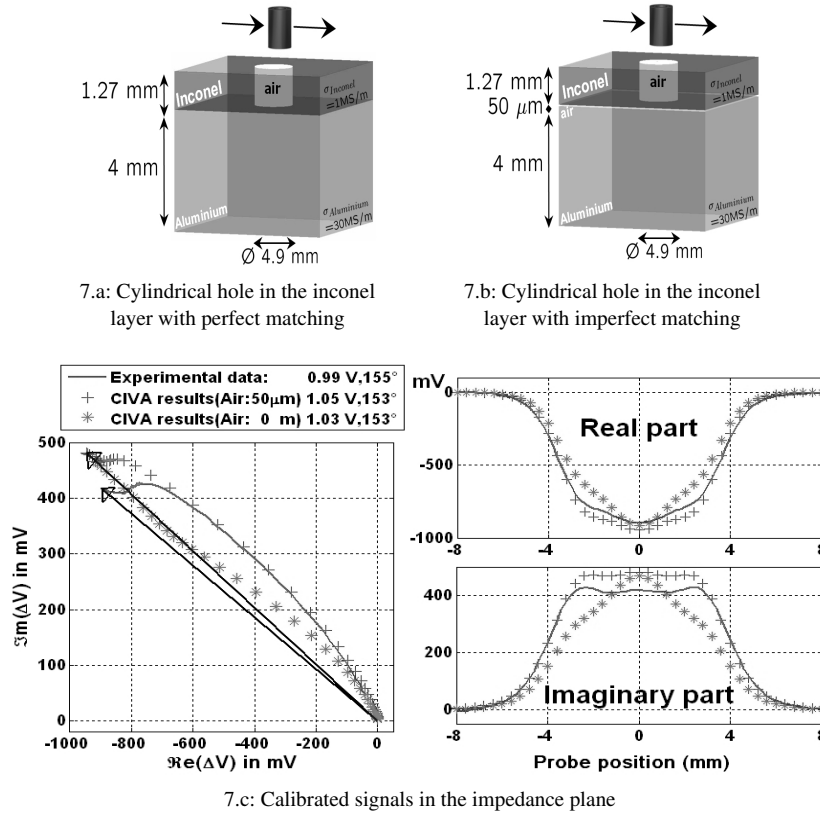 1.27 mm
Inconel
air
σInconel
=1MS/m
4 mm
Aluminium
σAluminium
=30MS/m
Ø 4.9 mm
7.a: Cylindrical hole in the inconel
layer with perfect matching
1.27 mm
50 μm
Inconel
air
σInconel
=1MS/m
air
4 mm
Aluminium
σAluminium
=30MS/m
Ø 4.9 mm
7.b: Cylindrical hole in the inconel
layer with imperfect matching
Experimental data: 0.99 V,155°
CIVA results(Air:50μm) 1.05 V,153°
CIVA results(Air: 0 m) 1.03 V,153°
500
400
300
200
100
0
ℑm(ΔV) in mV
-1000 -800 -600 -400 -200 0
ℜe(ΔV) in mV
mV
0
-500
-1000
Real part
-8 -4 0 4 8
400
200
0
Imaginary part
-8 -4 0 4 8
Probe position (mm)
7.c: Calibrated signals in the impedance plane